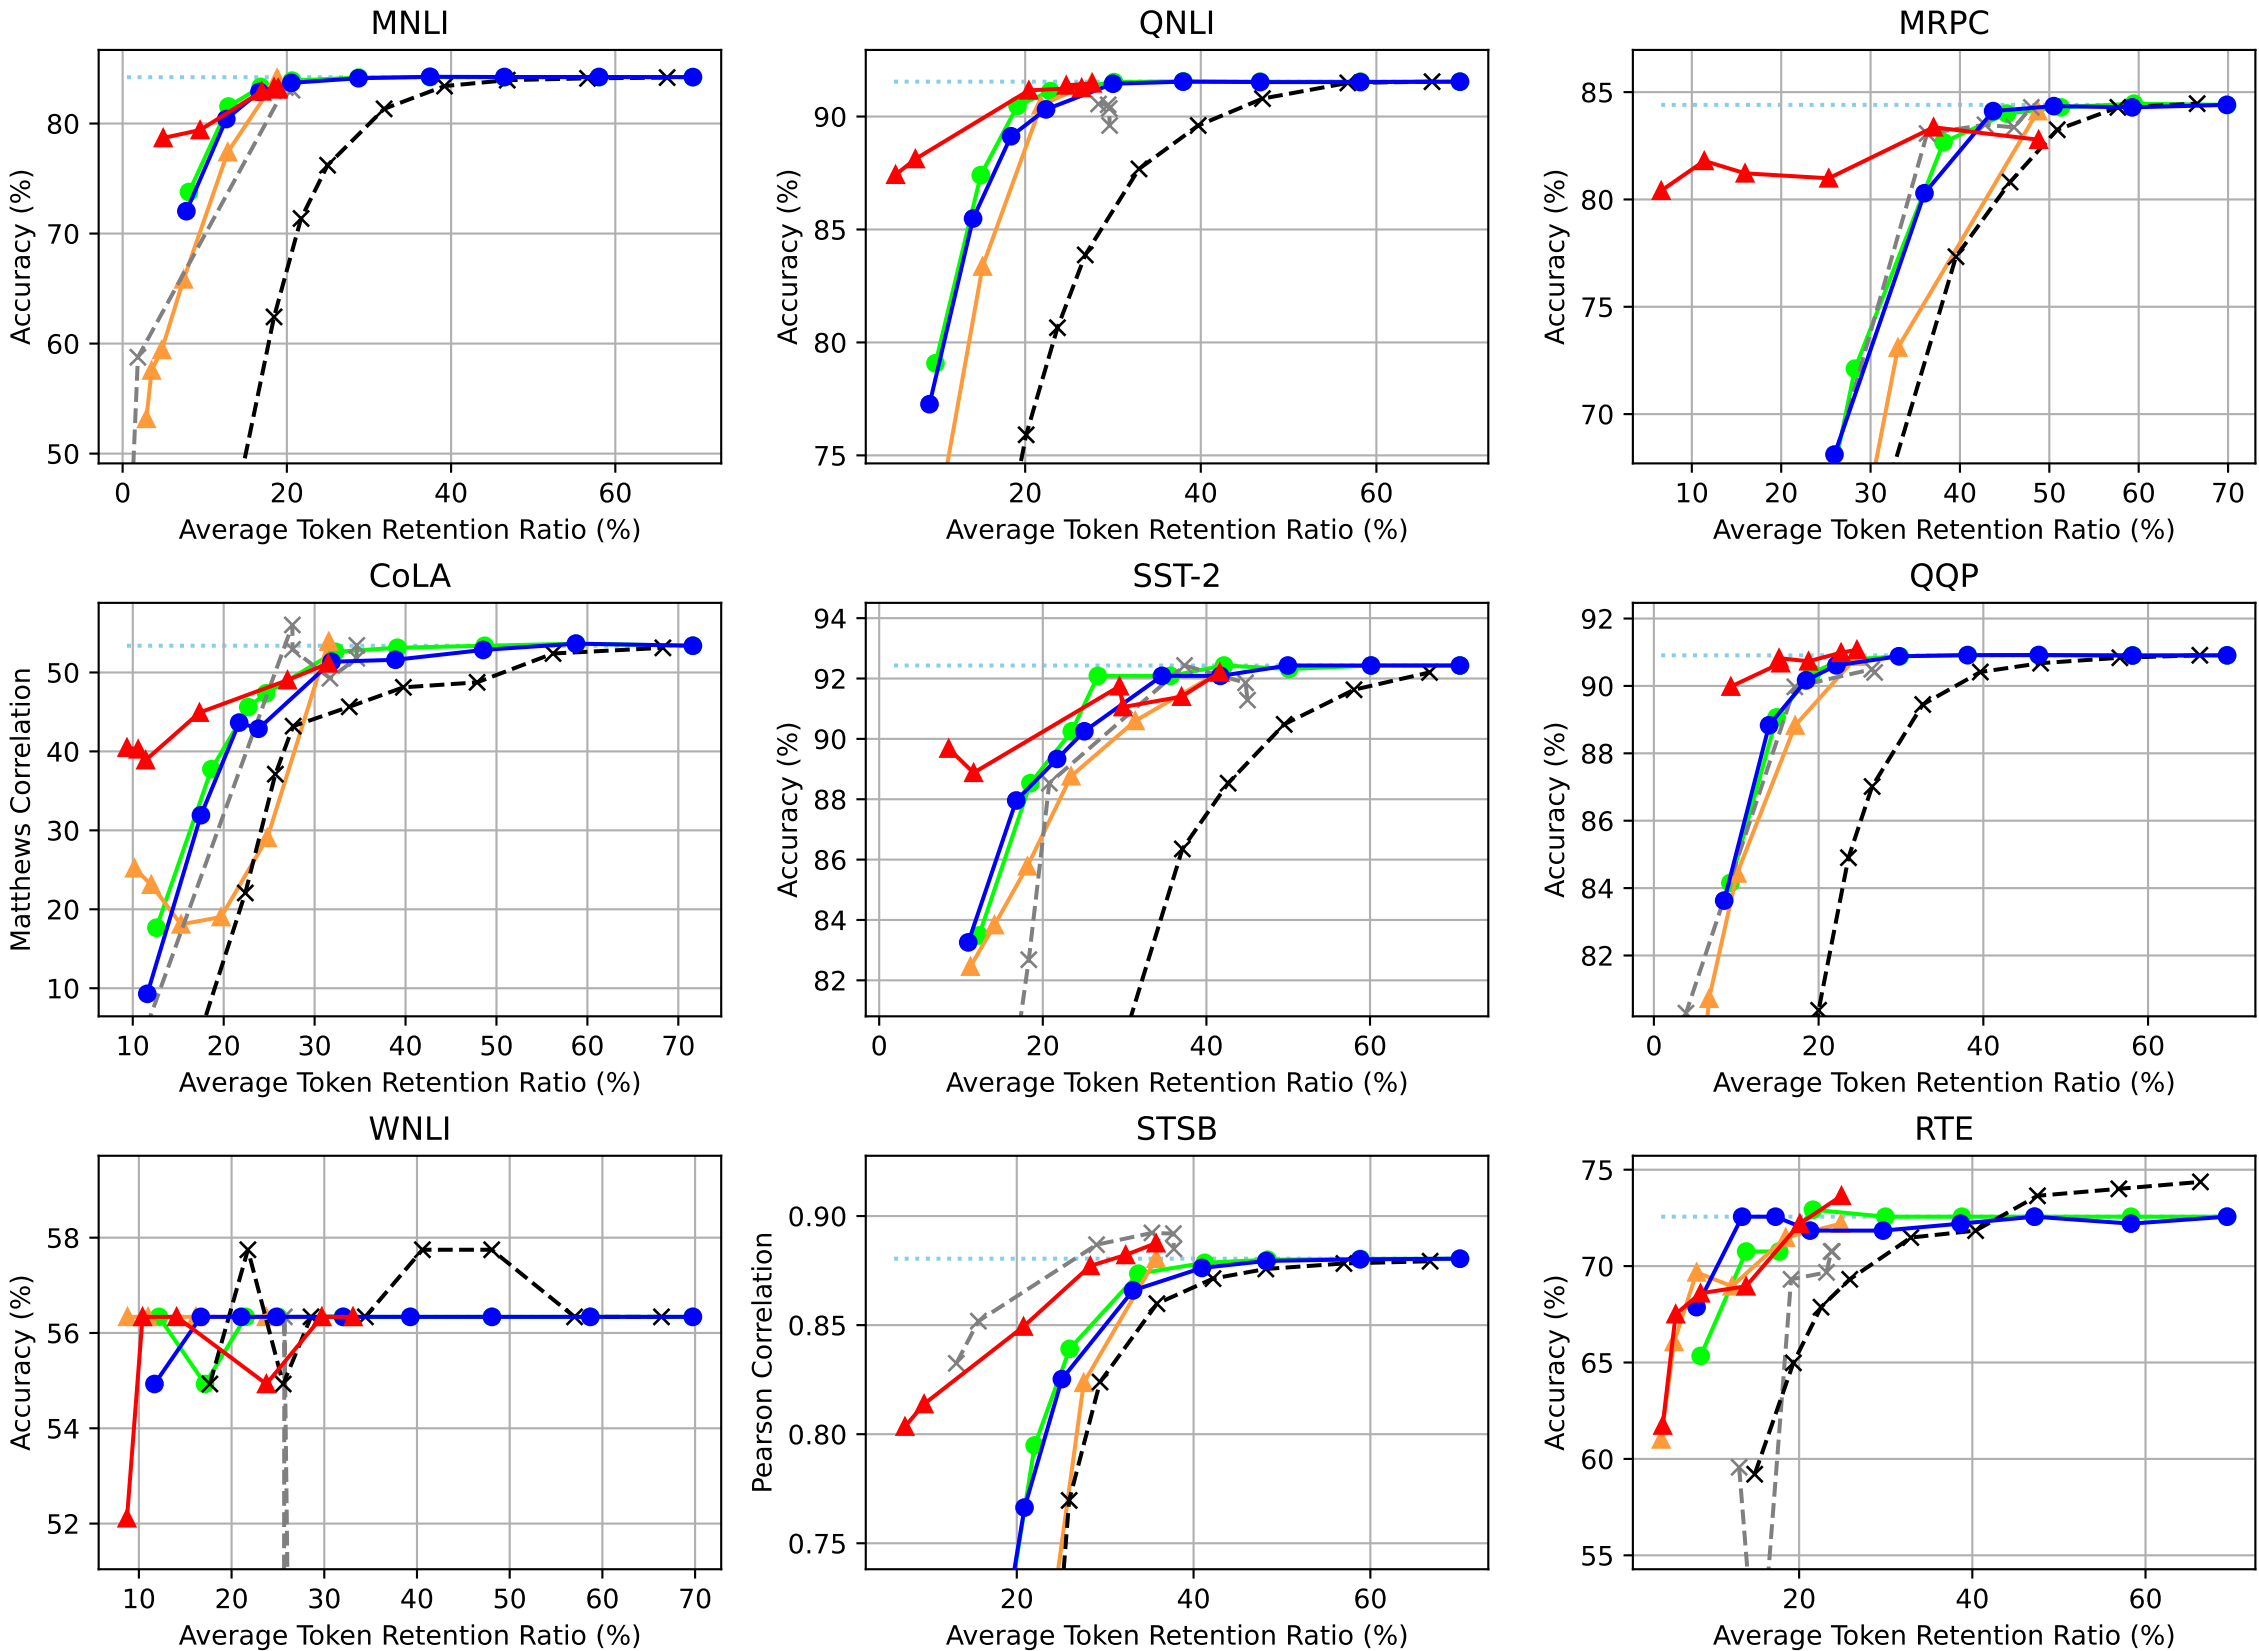 MNLI
Accuracy (%)
80
70
60
50
0 20 40 60
Average Token Retention Ratio (%)
QNLI
Accuracy (%)
90
85
80
75
20 40 60
Average Token Retention Ratio (%)
MRPC
Accuracy (%)
85
80
75
70
10 20 30 40 50 60 70
Average Token Retention Ratio (%)
CoLA
Matthews Correlation
50
40
30
20
10
10 20 30 40 50 60 70
Average Token Retention Ratio (%)
SST-2
Accuracy (%)
94
92
90
88
86
84
82
0 20 40 60
Average Token Retention Ratio (%)
QQP
Accuracy (%)
92
90
88
86
84
82
0 20 40 60
Average Token Retention Ratio (%)
WNLI
Accuracy (%)
58
56
54
52
10 20 30 40 50 60 70
Average Token Retention Ratio (%)
STSB
Pearson Correlation
0.90
0.85
0.80
0.75
20 40 60
Average Token Retention Ratio (%)
RTE
Accuracy (%)
75
70
65
60
55
20 40 60
Average Token Retention Ratio (%)